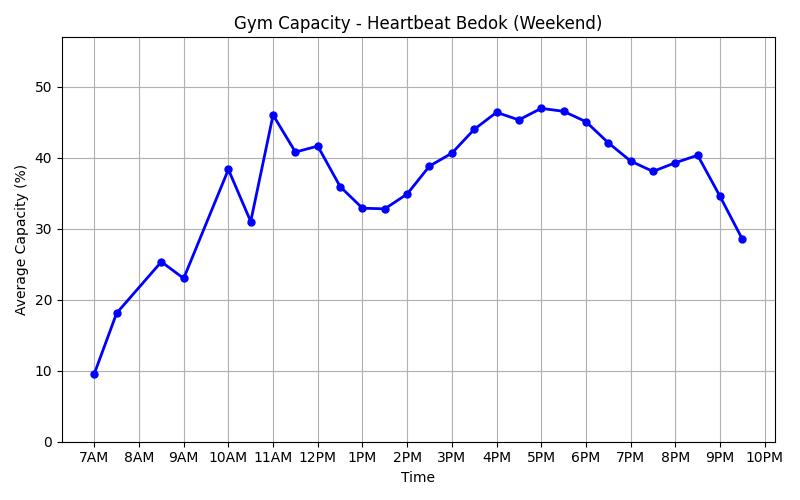 Gym Capacity - Heartbeat Bedok (Weekend)
Average Capacity (%)
50
40
30
20
10
0
7AM 8AM 9AM 10AM 11AM 12PM 1PM 2PM 3PM 4PM 5PM 6PM 7PM 8PM 9PM 10PM
Time